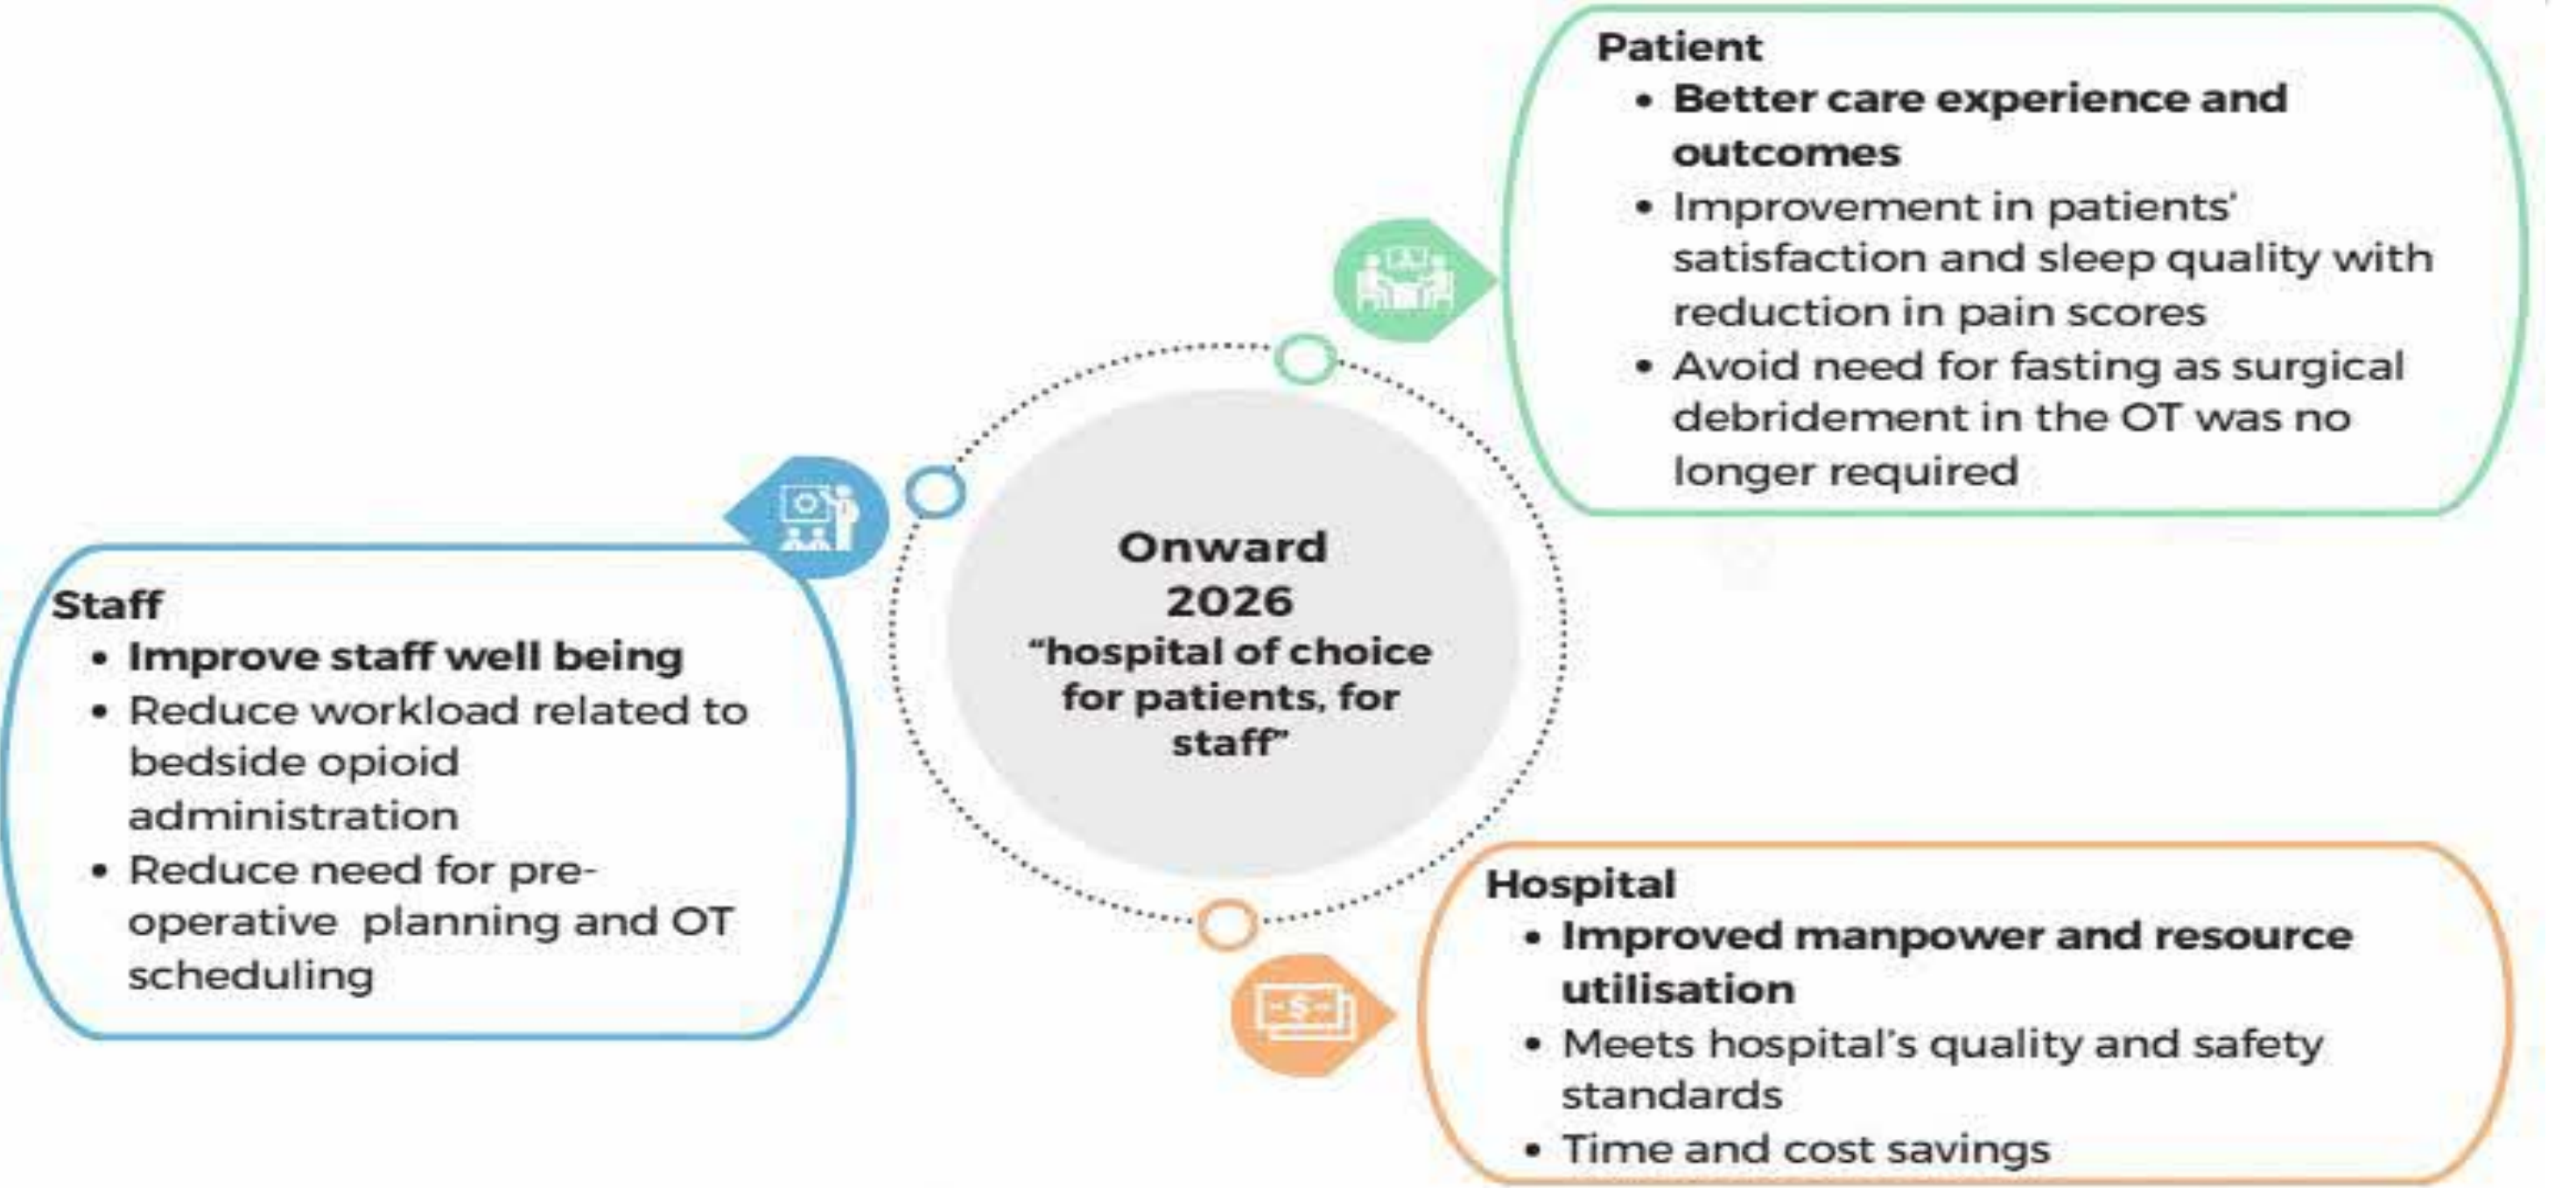 Patient
• Better care experience and
outcomes
• Improvement in patients'
satisfaction and sleep quality with
reduction in pain scores
• Avoid need for fasting as surgical
debridement in the OT was no
longer required
Staff
• Improve staff well being
• Reduce workload related to
bedside opioid
administration
• Reduce need for pre-
operative planning and OT
scheduling
Onward
2026
“hospital of choice
for patients, for
staff”
Hospital
• Improved manpower and resource
utilisation
• Meets hospital's quality and safety
standards
• Time and cost savings
-$-